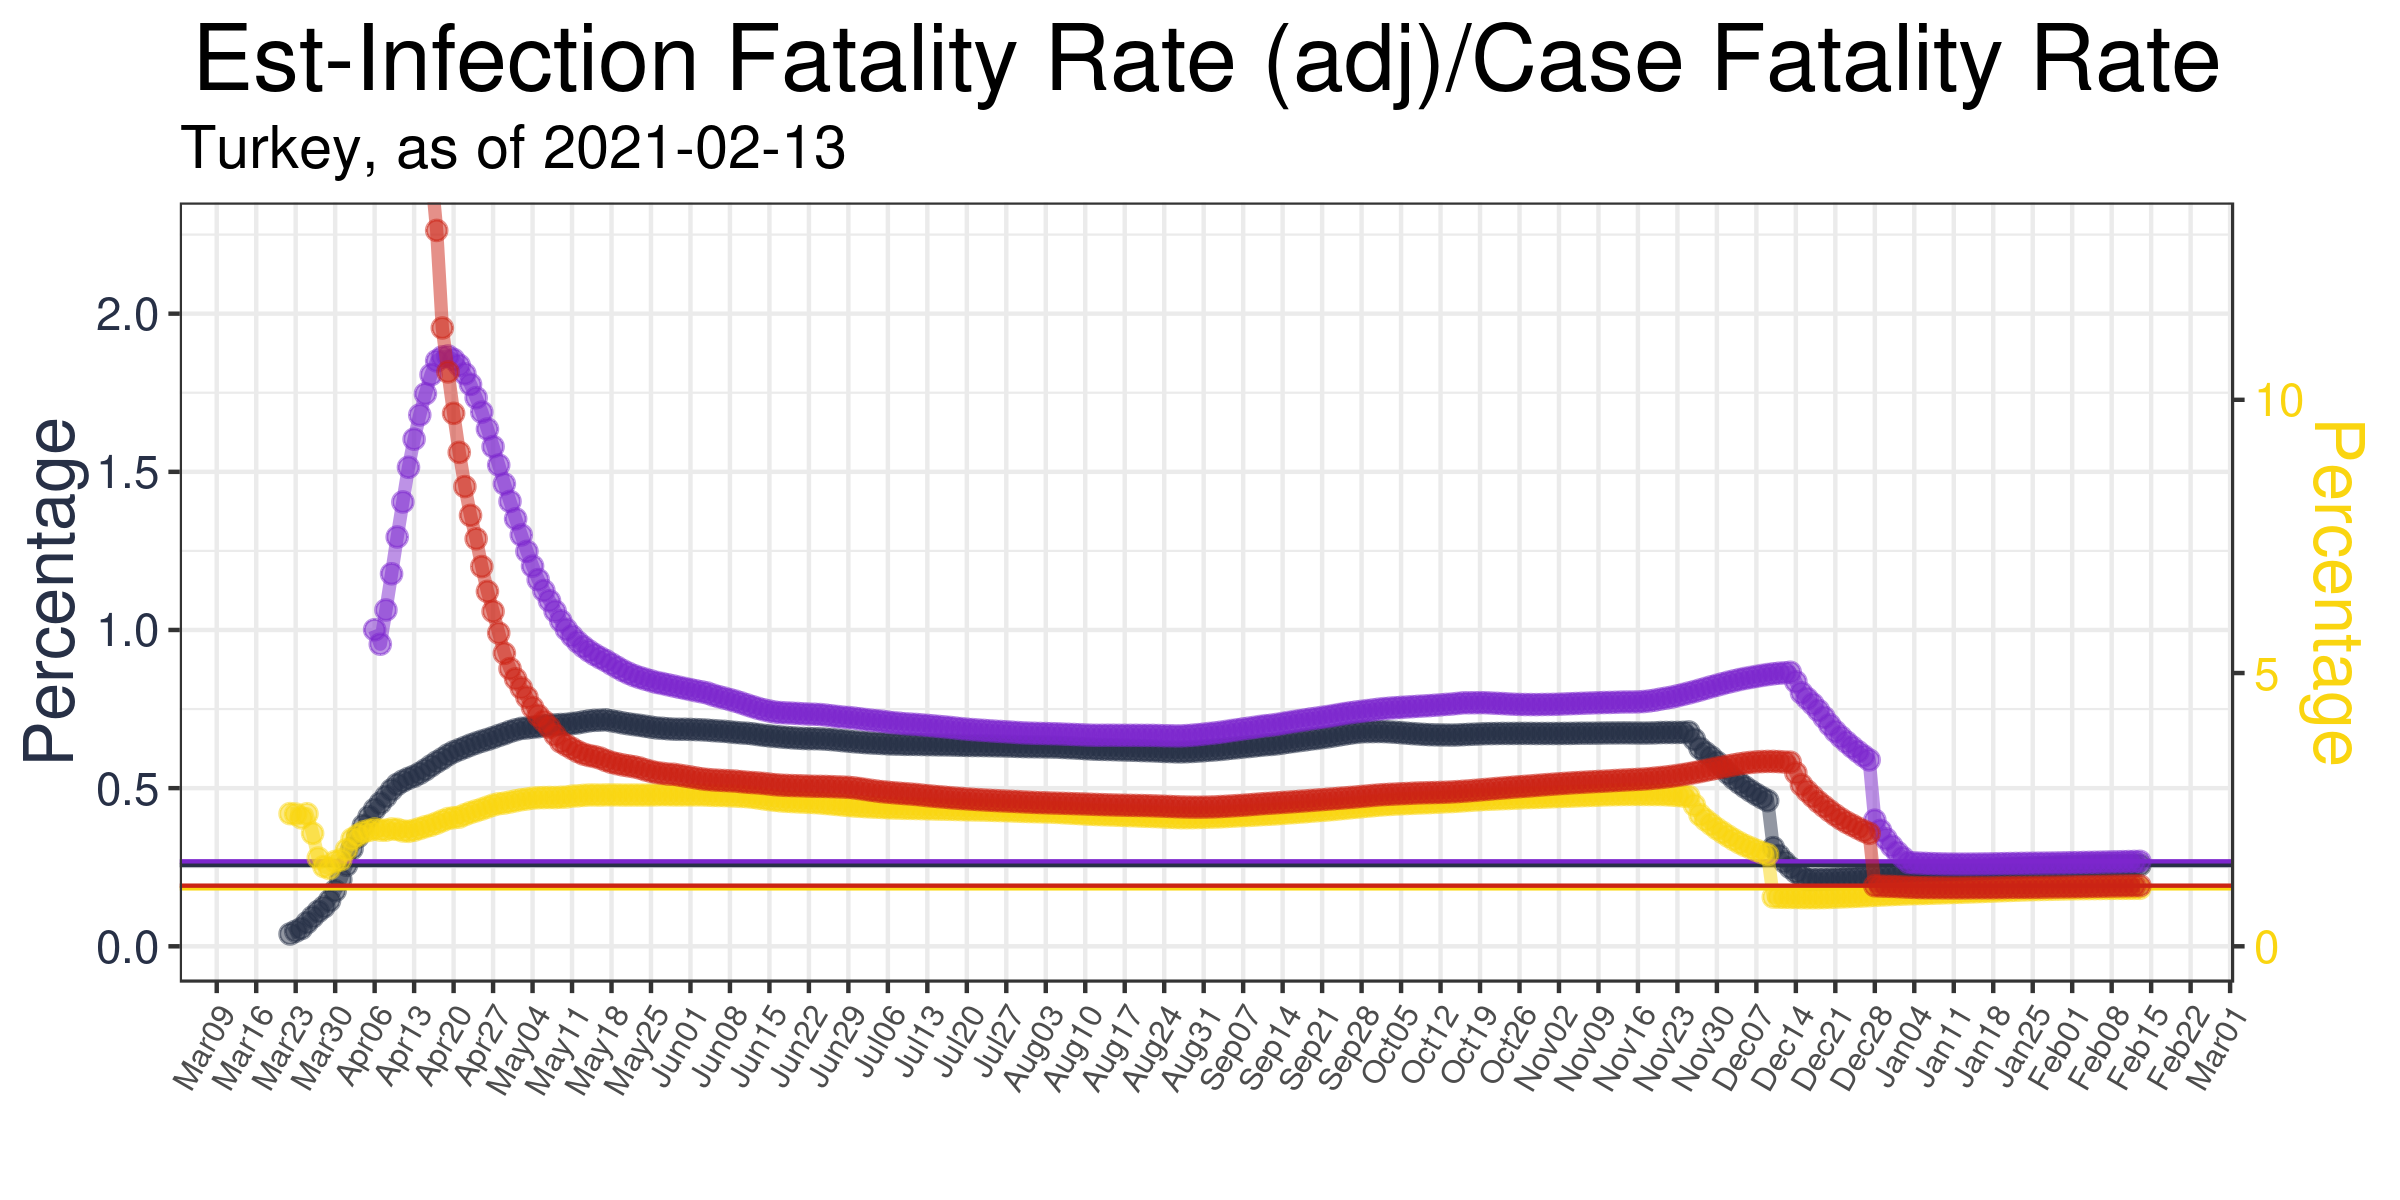 Est-Infection Fatality Rate (adj)/Case Fatality Rate
Turkey, as of 2021-02-13
Percentage
2.0
1.5
1.0
0.5
0.0
10
5
0
Percentage
Mar09
Mar16
Mar23
Mar30
Apr06
Apr13
Apr20
Apr27
May04
May11
May18
May25
Jun01
Jun08
Jun15
Jun22
Jun29
Jul06
Jul13
Jul20
Jul27
Aug03
Aug10
Aug17
Aug24
Aug31
Sep07
Sep14
Sep21
Sep28
Oct05
Oct12
Oct19
Oct26
Nov02
Nov09
Nov16
Nov23
Nov30
Dec07
Dec14
Dec21
Dec28
Jan04
Jan11
Jan18
Jan25
Feb01
Feb08
Feb15
Feb22
Mar01